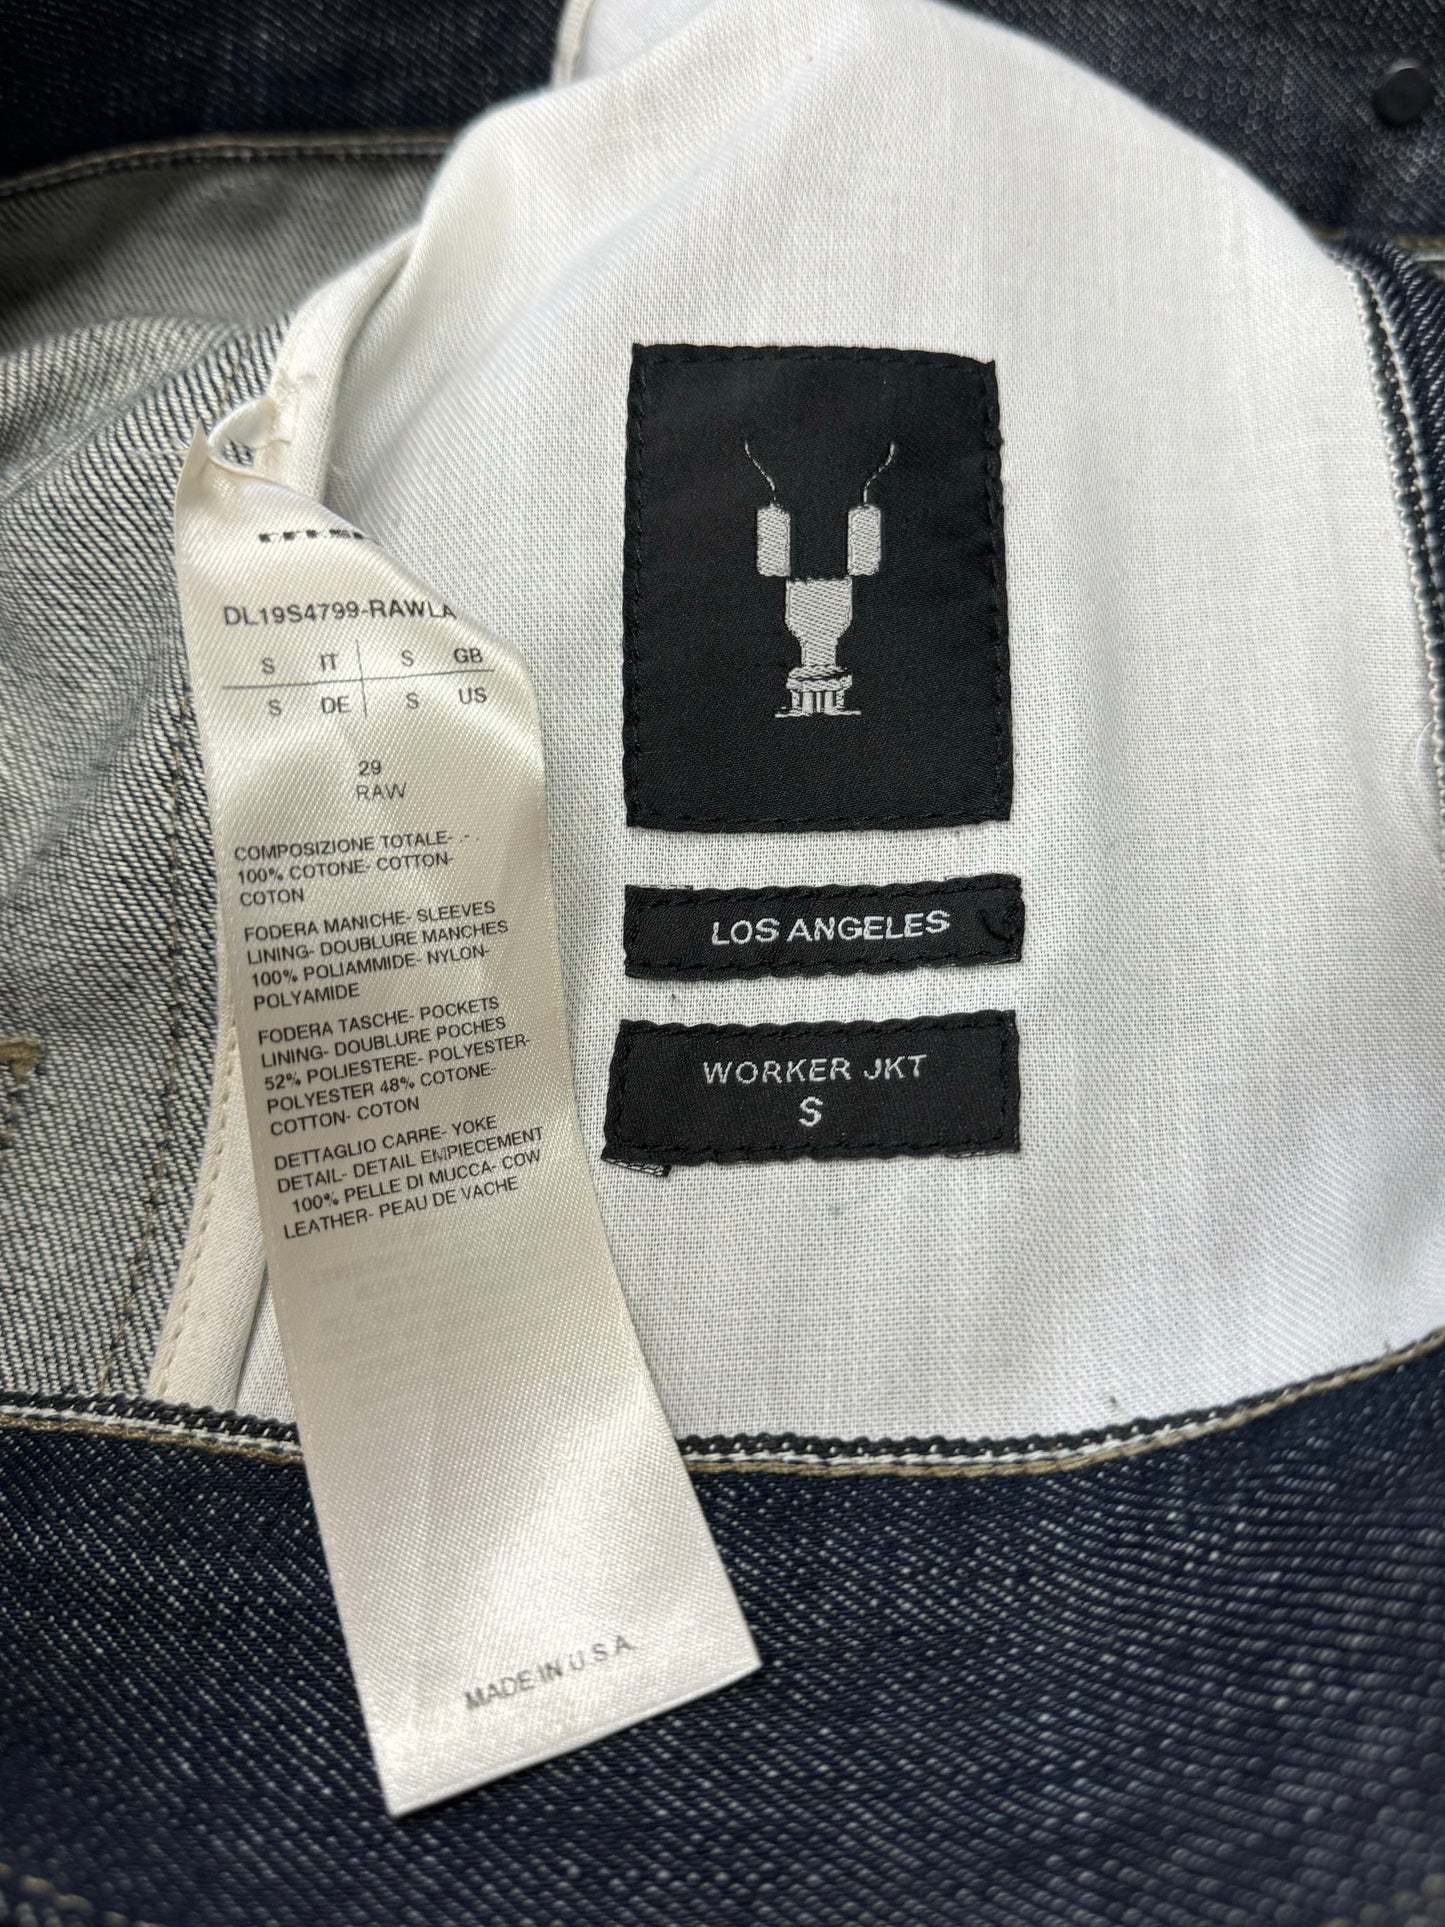 DL19S4799-RAWLA
S IT S GB
S DE S US
29
RAW
COMPOSIZIONE TOTALE- - -
100% COTONE- COTTON-
COTON
FODERA MANICHE- SLEEVES
LINING- DOUBLURE MANCHES
100% POLIAMMIDE- NYLON-
POLYAMIDE
FODERA TASCHE- POCKETS
LINING- DOUBLURE POCHES
52% POLIESTERE- POLYESTER-
POLYESTER 48% COTONE-
COTTON- COTON
DETTAGLIO CARRE- YOKE
DETAIL- DETAIL EMPIECEMENT
100% PELLE DI MUCCA- COW
LEATHER- PEAU DE VACHE
MADE IN U.S.A.
LOS ANGELES
WORKER JKT
S